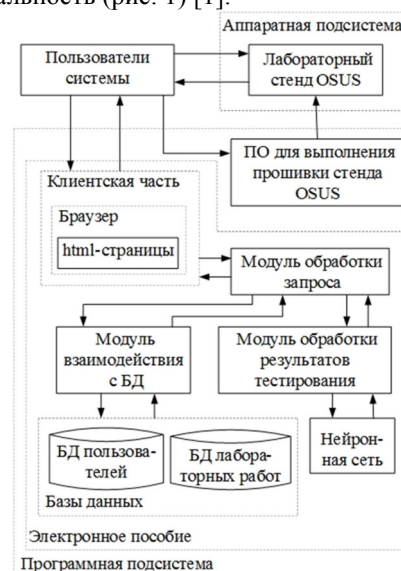 альность (рис. 1) [1].
Аппаратная подсистема
Пользователи
системы
Лабораторный
стенд OSUS
ПО для выполнения
прошивки стенда
OSUS
Клиентская часть
Браузер
html-страницы
Модуль обработки
запроса
Модуль
взаимодействия
с БД
Модуль обработки
результатов
тестирования
БД пользова-
телей
БД лабора-
торных работ
Базы данных
Нейрон-
ная сеть
Электронное пособие
Программная подсистема